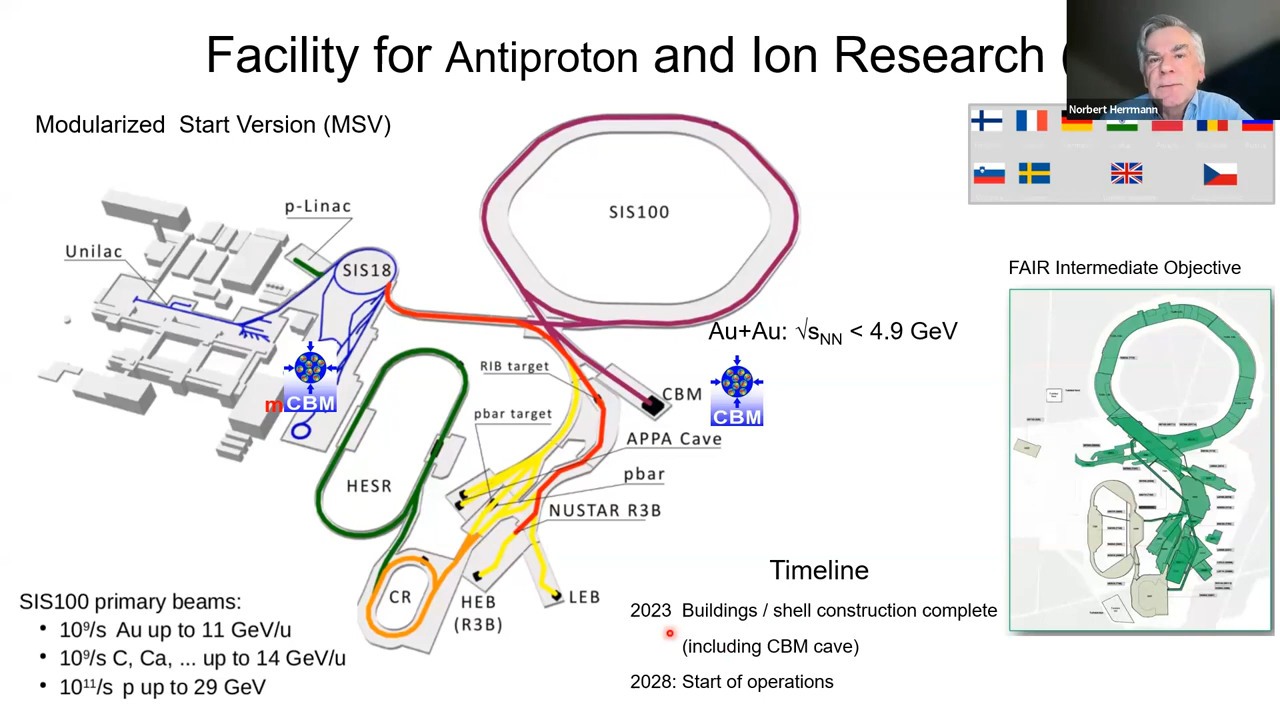 Facility for Antiproton and Ion Research (
Norbert Herrmann
Modularized Start Version (MSV)
p-Linac
Unilac
SIS18
SIS100
FAIR Intermediate Objective
Au+Au: √sNN < 4.9 GeV
RIB target
CBM
CBM
mCBM
pbar target
APPA Cave
pbar
HESR
NUSTAR R3B
CR
HEB
(R3B)
LEB
Timeline
2023 Buildings / shell construction complete
(including CBM cave)
2028: Start of operations
SIS100 primary beams:
• 10⁹/s Au up to 11 GeV/u
• 10⁹/s C, Ca, ... up to 14 GeV/u
• 10¹¹/s p up to 29 GeV